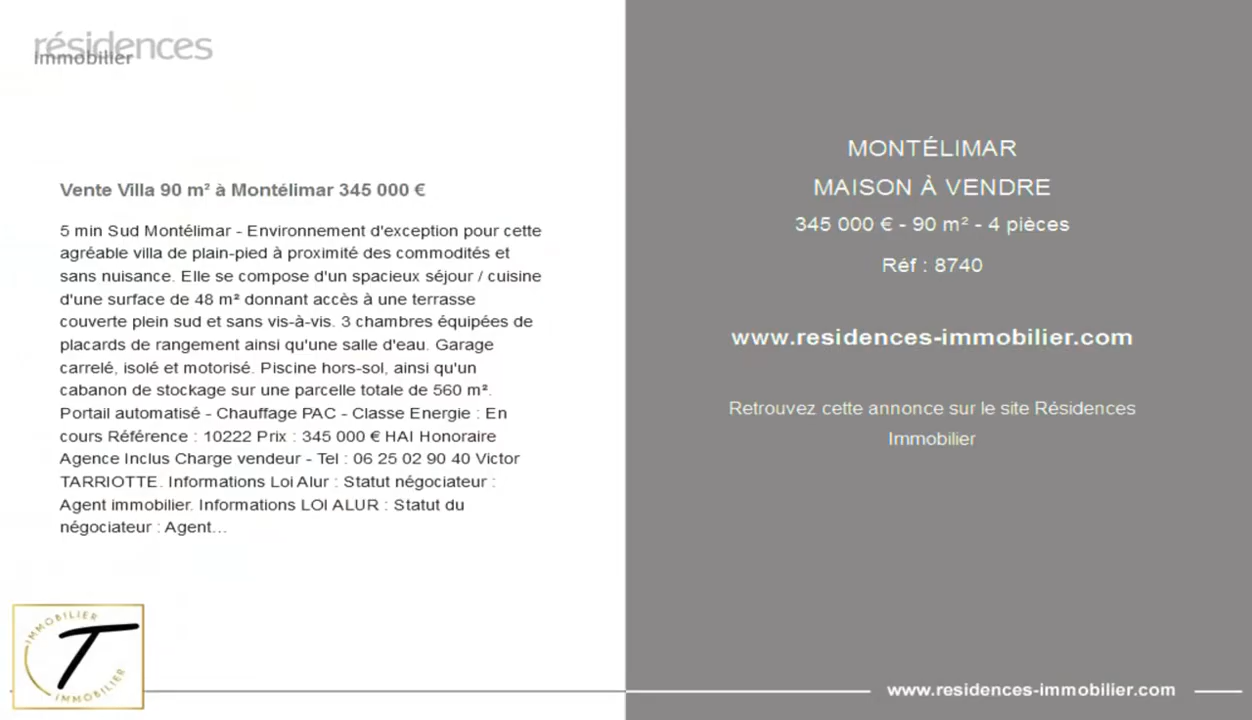 résidences
Immobilier
Vente Villa 90 m² à Montélimar 345 000 €
5 min Sud Montélimar - Environnement d'exception pour cette
agréable villa de plain-pied à proximité des commodités et
sans nuisance. Elle se compose d'un spacieux séjour / cuisine
d'une surface de 48 m² donnant accès à une terrasse
couverte plein sud et sans vis-à-vis. 3 chambres équipées de
placards de rangement ainsi qu'une salle d'eau. Garage
carrelé, isolé et motorisé. Piscine hors-sol, ainsi qu'un
cabanon de stockage sur une parcelle totale de 560 m².
Portail automatisé - Chauffage PAC - Classe Energie : En
cours Référence : 10222 Prix : 345 000 € HAI Honoraire
Agence Inclus Charge vendeur - Tel : 06 25 02 90 40 Victor
TARRIOTTE. Informations Loi Alur : Statut négociateur :
Agent immobilier. Informations LOI ALUR : Statut du
négociateur : Agent...
IMMOBILIER
T
IMMOBILIER
MONTÉLIMAR
MAISON À VENDRE
345 000 € - 90 m² - 4 pièces
Réf : 8740
www.residences-immobilier.com
Retrouvez cette annonce sur le site Résidences
Immobilier
www.residences-immobilier.com